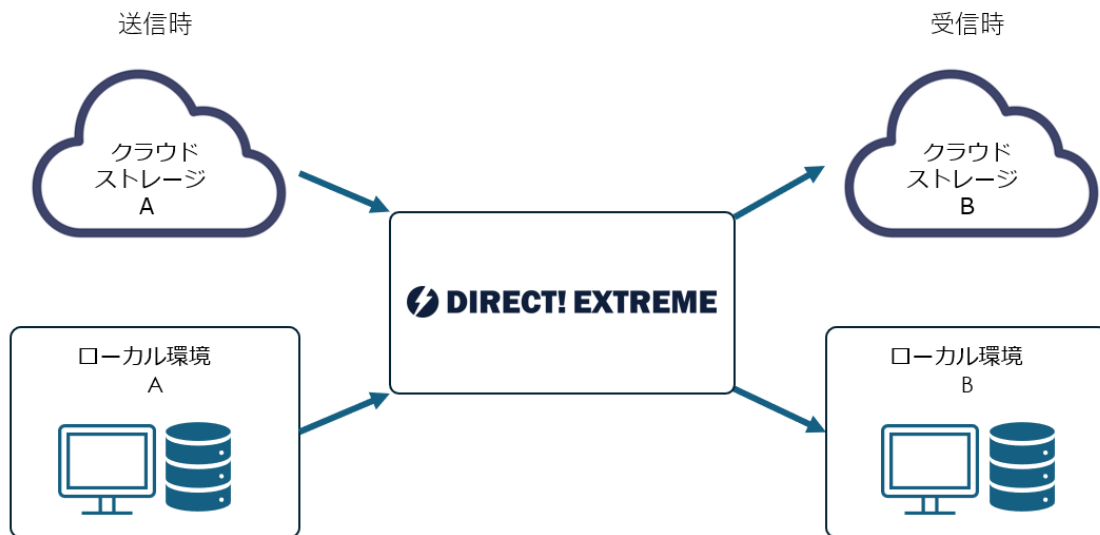 送信時
受信時
クラウド
ストレージ
A
クラウド
ストレージ
B
DIRECT! EXTREME
ローカル環境
A
ローカル環境
B